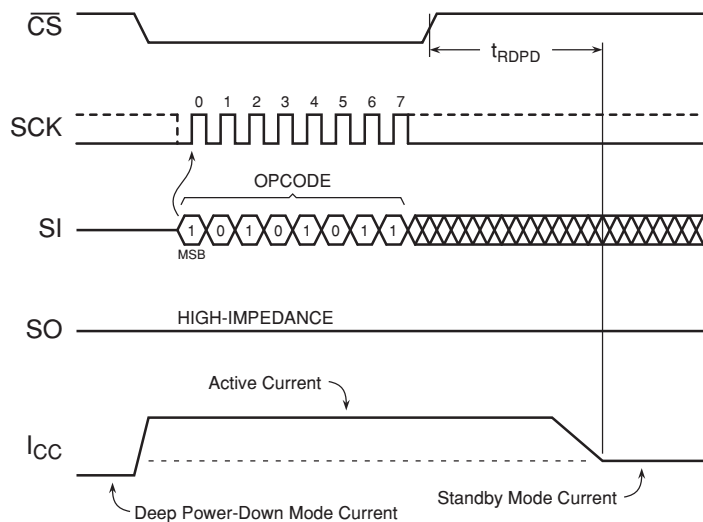 CS
tRDPD
0 1 2 3 4 5 6 7
SCK
OPCODE
SI
1 0 1 0 1 0 1 1
MSB
HIGH-IMPEDANCE
SO
Active Current
ICC
Standby Mode Current
Deep Power-Down Mode Current